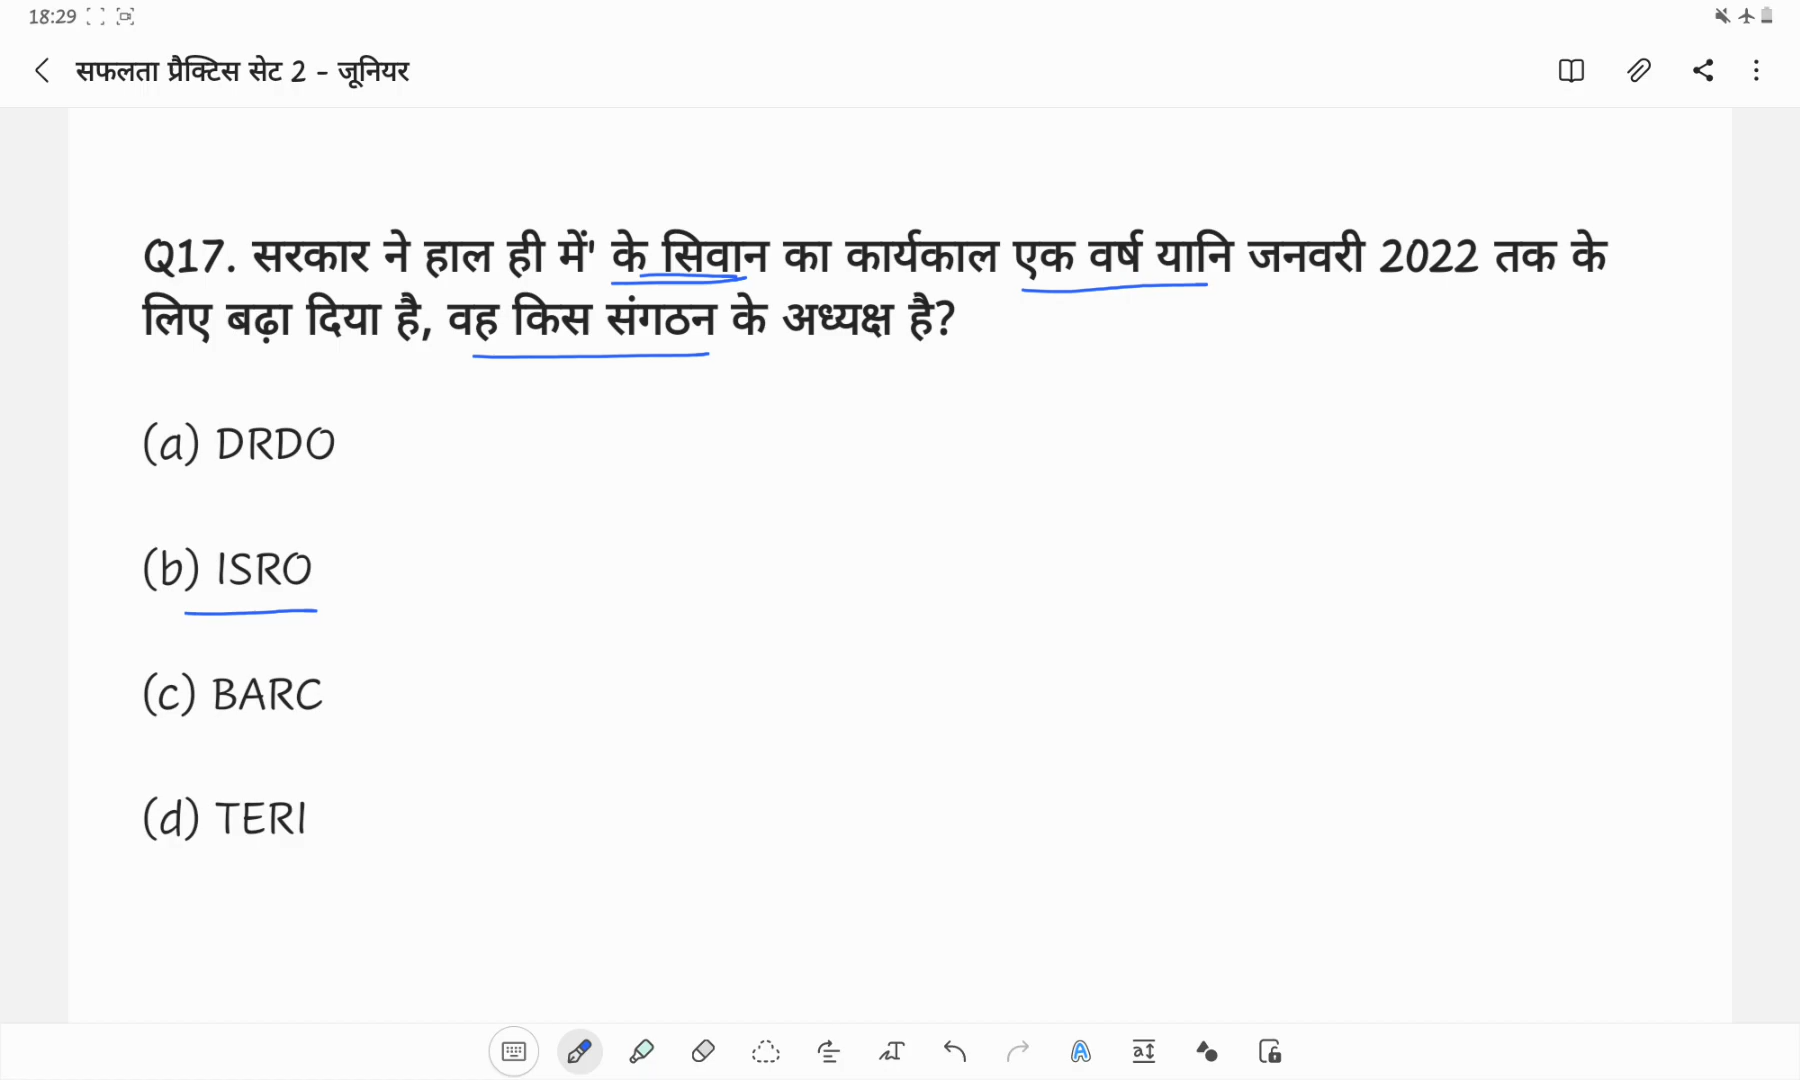 18:29
सफलता प्रैक्टिस सेट 2 - जूनियर
Q17. सरकार ने हाल ही में' के सिवान का कार्यकाल एक वर्ष यानि जनवरी 2022 तक के
लिए बढ़ा दिया है, वह किस संगठन के अध्यक्ष है?
(a) DRDO
(b) ISRO
(c) BARC
(d) TERI